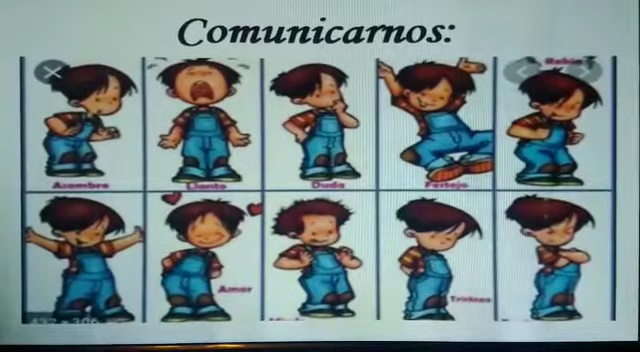 Comunicarnos:
Rabia
Asombro Llanto Duda Festejo
Amor
Tristeza